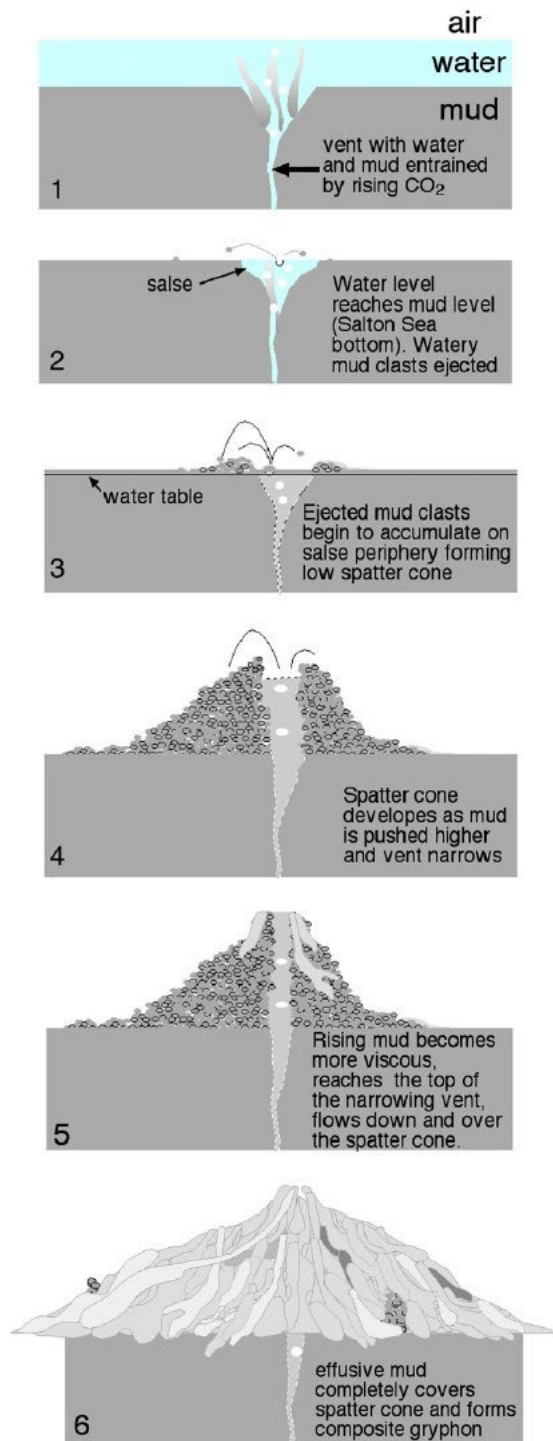 air
water
mud
vent with water
and mud entrained
by rising CO2
1
salse
Water level
reaches mud level
(Salton Sea
bottom). Watery
mud clasts ejected
2
water table
Ejected mud clasts
begin to accumulate on
salse periphery forming
low spatter cone
3
Spatter cone
developes as mud
is pushed higher
and vent narrows
4
Rising mud becomes
more viscous,
reaches the top of
the narrowing vent,
flows down and over
the spatter cone.
5
effusive mud
completely covers
spatter cone and forms
composite gryphon
6